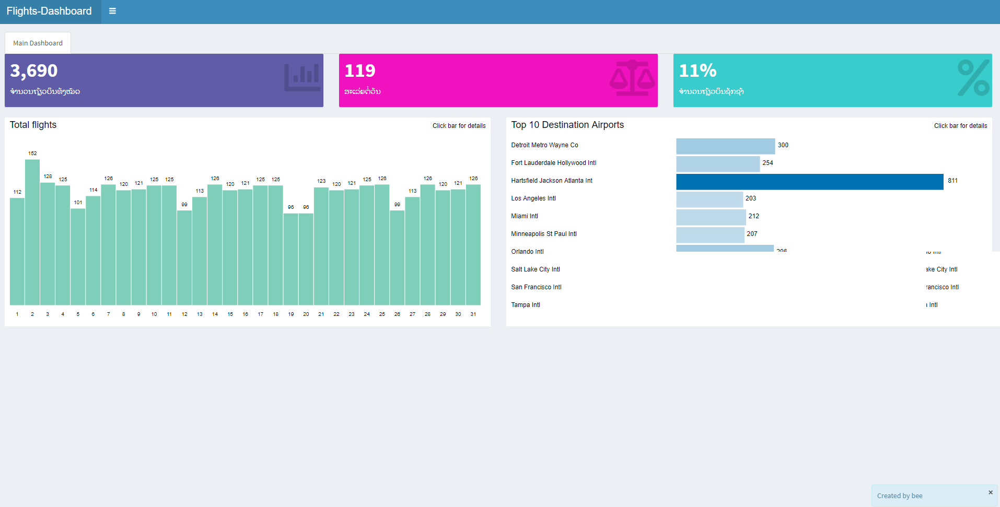 Flights-Dashboard
Main Dashboard
3,690
ຈຳນວນຖ້ຽວບິນທັງໝົດ
119
ສະເລ່ຍຕໍ່ວັນ
11%
ຈຳນວນຖ້ຽວບິນຊັກຊ້າ
Total flights
Click bar for details
112 152 128 125 101 114 126 120 121 125 125 99 113 126 120 121 125 125 96 96 123 120 121 125 126 99 113 126 120 121 126
1 2 3 4 5 6 7 8 9 10 11 12 13 14 15 16 17 18 19 20 21 22 23 24 25 26 27 28 29 30 31
Top 10 Destination Airports
Click bar for details
Detroit Metro Wayne Co 300
Fort Lauderdale Hollywood Intl 254
Hartsfield Jackson Atlanta Int 811
Los Angeles Intl 203
Miami Intl 212
Minneapolis St Paul Intl 207
Orlando Intl 296
Salt Lake City Intl ake City Intl
San Francisco Intl rancisco Intl
Tampa Intl Intl
Created by bee ×